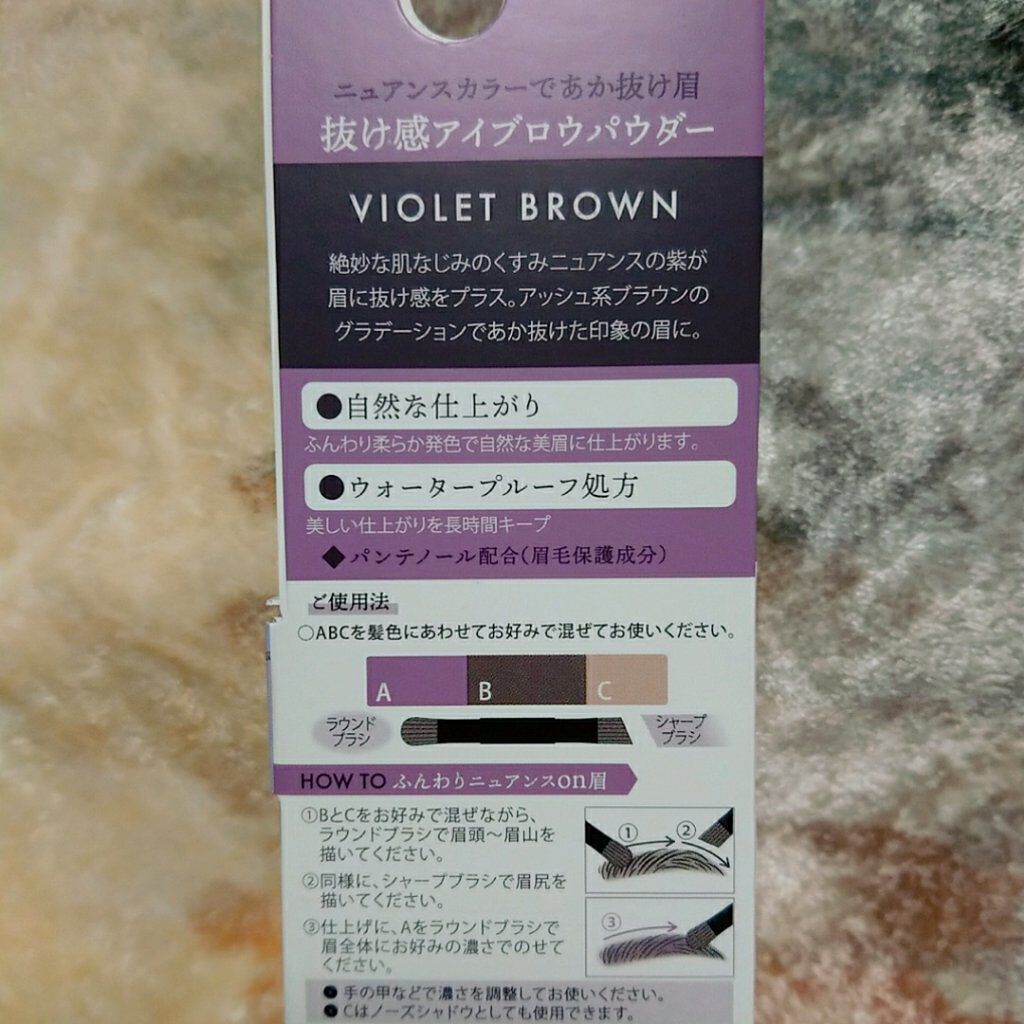 ニュアンスカラーであか抜け眉
抜け感アイブロウパウダー
VIOLET BROWN
絶妙な肌なじみのくすみニュアンスの紫が
眉に抜け感をプラス。アッシュ系ブラウンの
グラデーションであか抜けた印象の眉に。
●自然な仕上がり
ふんわり柔らか発色で自然な美眉に仕上がります。
●ウォータープルーフ処方
美しい仕上がりを長時間キープ
◆パンテノール配合(眉毛保護成分)
ご使用法
○ABCを髪色にあわせてお好みで混ぜてお使いください。
A B C
ラウンド
ブラシ
シャープ
ブラシ
HOW TO ふんわりニュアンスon眉
①BとCをお好みで混ぜながら、
ラウンドブラシで眉頭〜眉山を
描いてください。
① ②
②同様に、シャープブラシで眉尻を
描いてください。
③仕上げに、Aをラウンドブラシで
眉全体にお好みの濃さでのせて
ください。
③
●手の甲などで濃さを調整してお使いください。
●Cはノーズシャドウとしても使用できます。